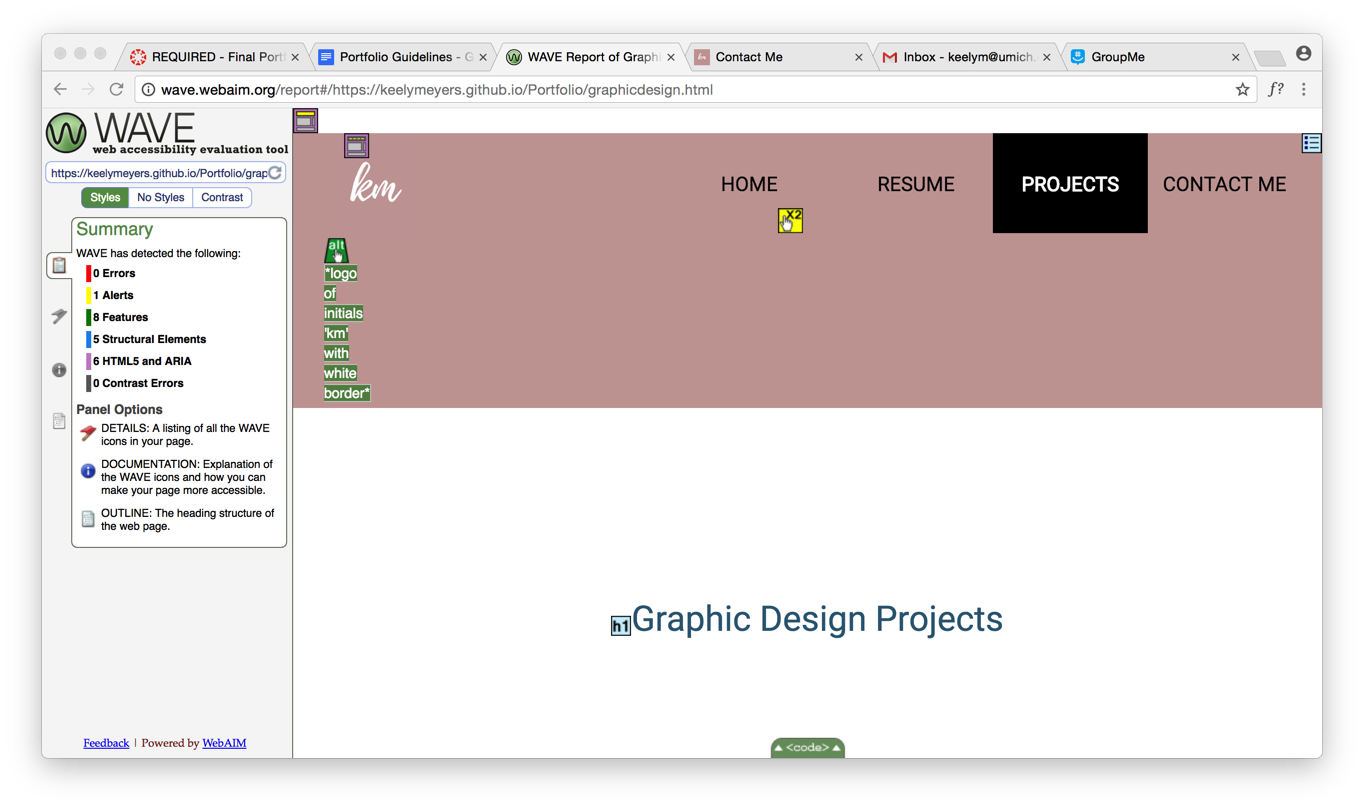 REQUIRED - Final Portf
Portfolio Guidelines - G
WAVE Report of Graphi
Contact Me
Inbox - keelym@umich.
GroupMe
wave.webaim.org/report#/https://keelymeyers.github.io/Portfolio/graphicdesign.html
f?
WAVE
web accessibility evaluation tool
https://keelymeyers.github.io/Portfolio/grap
Styles
No Styles
Contrast
Summary
WAVE has detected the following:
0 Errors
1 Alerts
8 Features
5 Structural Elements
6 HTML5 and ARIA
0 Contrast Errors
Panel Options
DETAILS: A listing of all the WAVE
icons in your page.
DOCUMENTATION: Explanation of
the WAVE icons and how you can
make your page more accessible.
OUTLINE: The heading structure of
the web page.
Feedback | Powered by WebAIM
km
HOME
RESUME
PROJECTS
CONTACT ME
X2
alt
*logo
of
initials
'km'
with
white
border*
h1 Graphic Design Projects
<code>